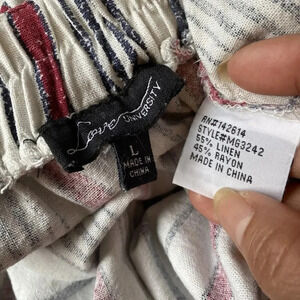 Love
UNIVERSITY
L
MADE IN
CHINA
RN#142614
STYLE#M63242
55% LINEN
45% RAYON
MADE IN
CHINA